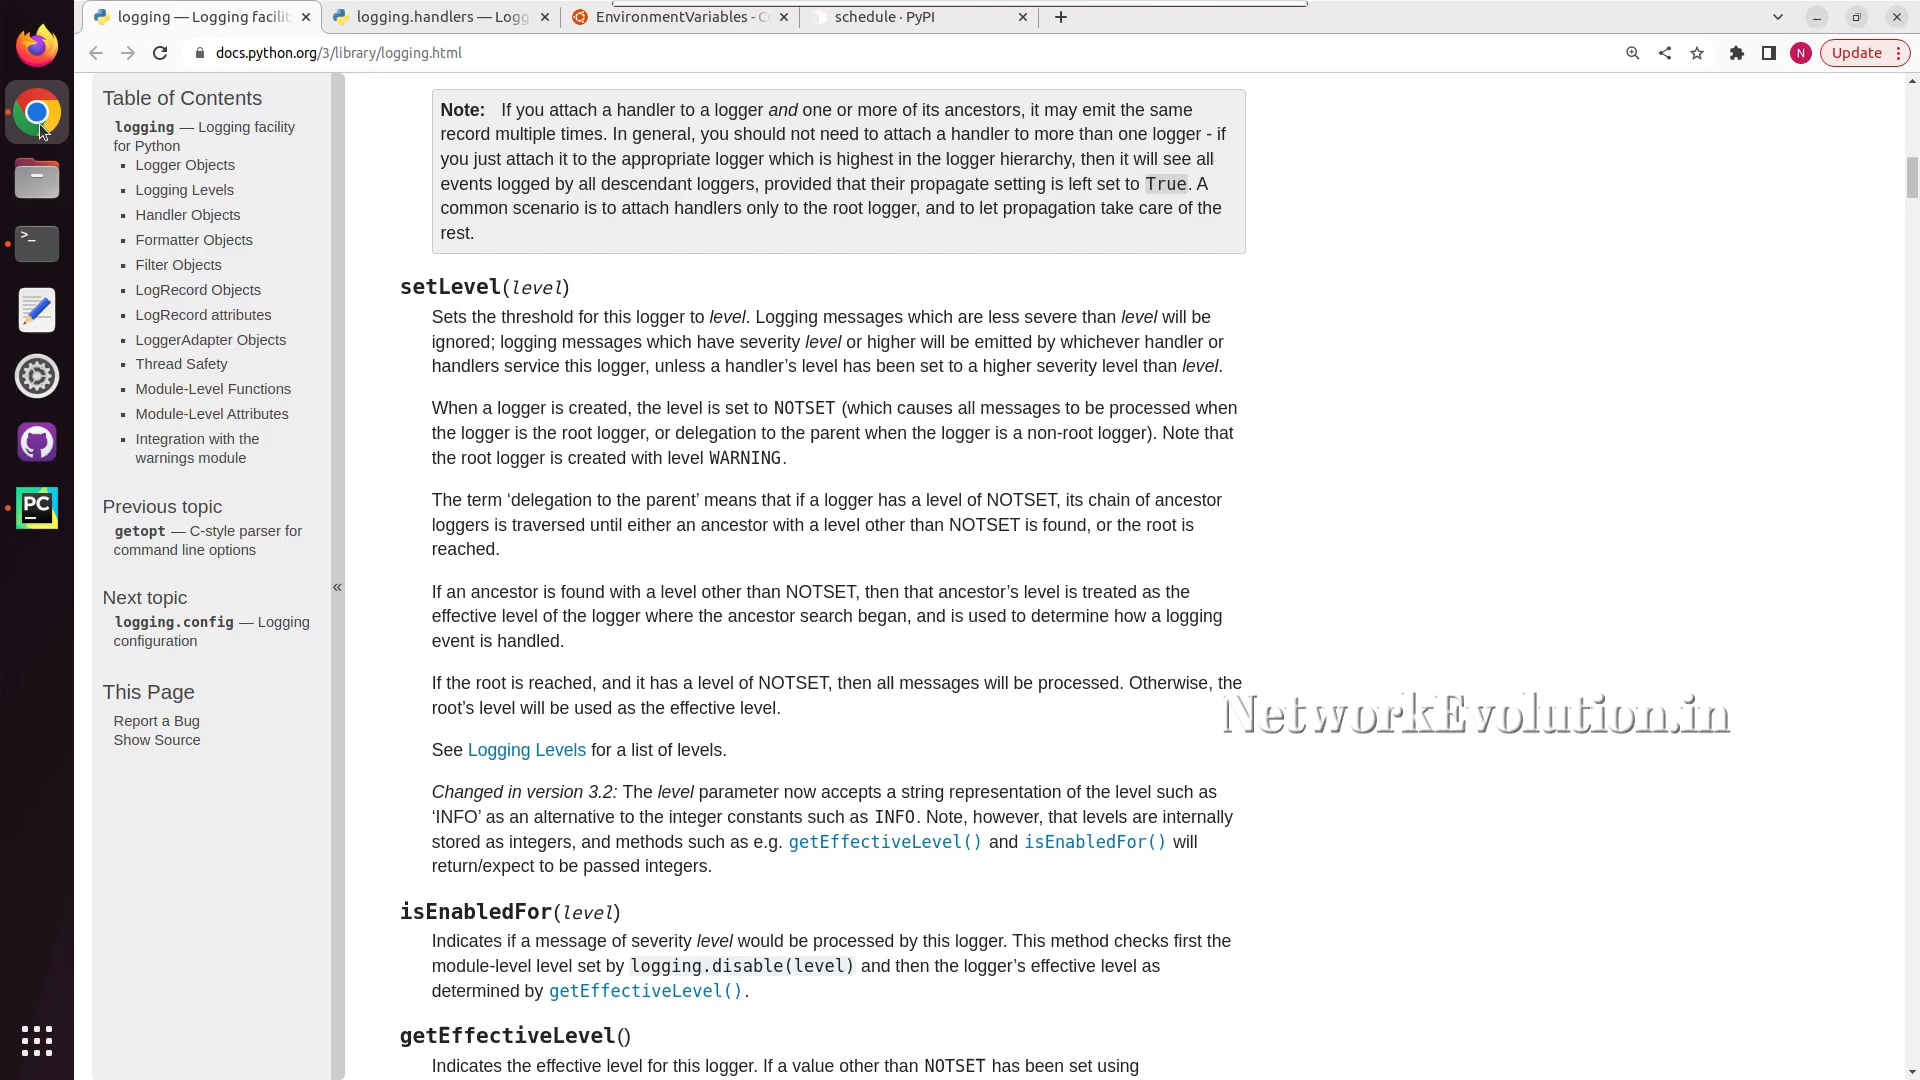 logging — Logging facilit
logging.handlers — Logg
EnvironmentVariables - C
schedule · PyPI
docs.python.org/3/library/logging.html
N
Update
Table of Contents
logging — Logging facility
for Python
Logger Objects
Logging Levels
Handler Objects
Formatter Objects
Filter Objects
LogRecord Objects
LogRecord attributes
LoggerAdapter Objects
Thread Safety
Module-Level Functions
Module-Level Attributes
Integration with the
warnings module
Previous topic
getopt — C-style parser for
command line options
Next topic
logging.config — Logging
configuration
This Page
Report a Bug
Show Source
«
PC
Note: If you attach a handler to a logger and one or more of its ancestors, it may emit the same
record multiple times. In general, you should not need to attach a handler to more than one logger - if
you just attach it to the appropriate logger which is highest in the logger hierarchy, then it will see all
events logged by all descendant loggers, provided that their propagate setting is left set to True. A
common scenario is to attach handlers only to the root logger, and to let propagation take care of the
rest.
setLevel(level)
Sets the threshold for this logger to level. Logging messages which are less severe than level will be
ignored; logging messages which have severity level or higher will be emitted by whichever handler or
handlers service this logger, unless a handler’s level has been set to a higher severity level than level.
When a logger is created, the level is set to NOTSET (which causes all messages to be processed when
the logger is the root logger, or delegation to the parent when the logger is a non-root logger). Note that
the root logger is created with level WARNING.
The term ‘delegation to the parent’ means that if a logger has a level of NOTSET, its chain of ancestor
loggers is traversed until either an ancestor with a level other than NOTSET is found, or the root is
reached.
If an ancestor is found with a level other than NOTSET, then that ancestor’s level is treated as the
effective level of the logger where the ancestor search began, and is used to determine how a logging
event is handled.
If the root is reached, and it has a level of NOTSET, then all messages will be processed. Otherwise, the
root’s level will be used as the effective level.
NetworkEvolution.in
See Logging Levels for a list of levels.
Changed in version 3.2: The level parameter now accepts a string representation of the level such as
‘INFO’ as an alternative to the integer constants such as INFO. Note, however, that levels are internally
stored as integers, and methods such as e.g. getEffectiveLevel() and isEnabledFor() will
return/expect to be passed integers.
isEnabledFor(level)
Indicates if a message of severity level would be processed by this logger. This method checks first the
module-level level set by logging.disable(level) and then the logger’s effective level as
determined by getEffectiveLevel().
getEffectiveLevel()
Indicates the effective level for this logger. If a value other than NOTSET has been set using